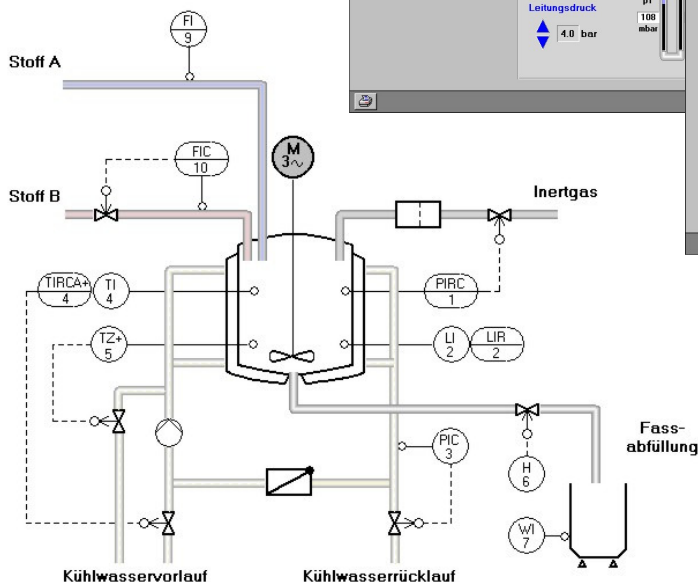 Leitungsdruck
4.0 bar
pI
108
mbar
FI
9
Stoff A
M
3~
FIC
10
Stoff B
Inertgas
TIRCA+
4
TI
4
PIRC
1
TZ+
5
LI
2
LIR
2
PIC
3
H
6
Fass-
abfüllung
WI
7
Kühlwasservorlauf
Kühlwasserrücklauf